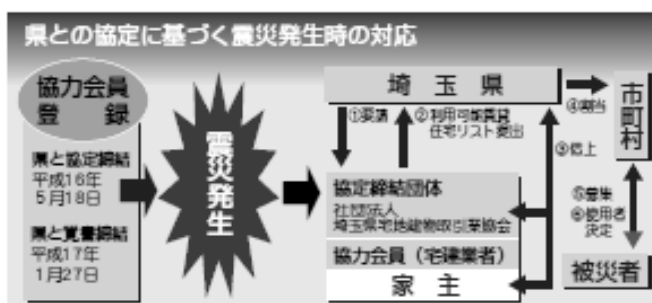 県との協定に基づく震災発生時の対応
協力会員
登　録
県と協定締結
平成16年
5月18日
県と覚書締結
平成17年
1月27日
震災発生
埼　玉　県
①要請
②利用可能賃貸
住宅リスト提出
③借上
④割当
市町村
協定締結団体
社団法人
埼玉県宅地建物取引業協会
協力会員（宅建業者）
家　主
⑤募集
⑥使用者
決定
被災者